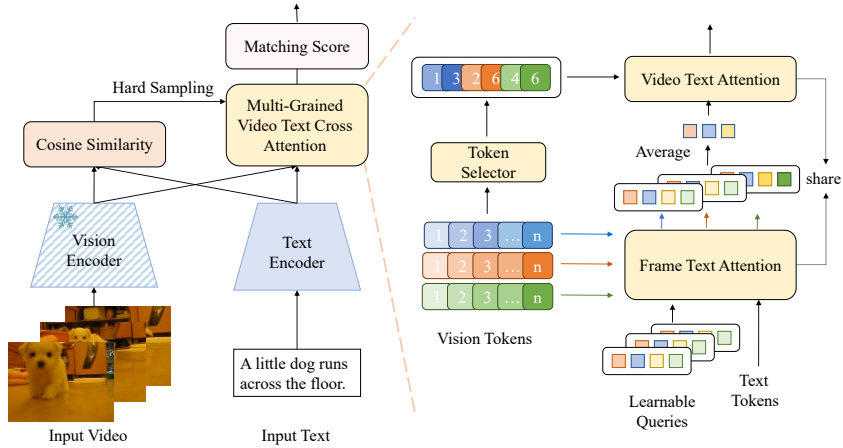 Matching Score
Hard Sampling
Multi-Grained
Video Text Cross
Attention
Cosine Similarity
Vision
Encoder
Text
Encoder
A little dog runs
across the floor.
Input Video
Input Text
1 3 2 6 4 6
Video Text Attention
Token
Selector
Average
share
1 2 3 ... n
1 2 3 ... n
1 2 3 ... n
Frame Text Attention
Vision Tokens
Learnable
Queries
Text
Tokens